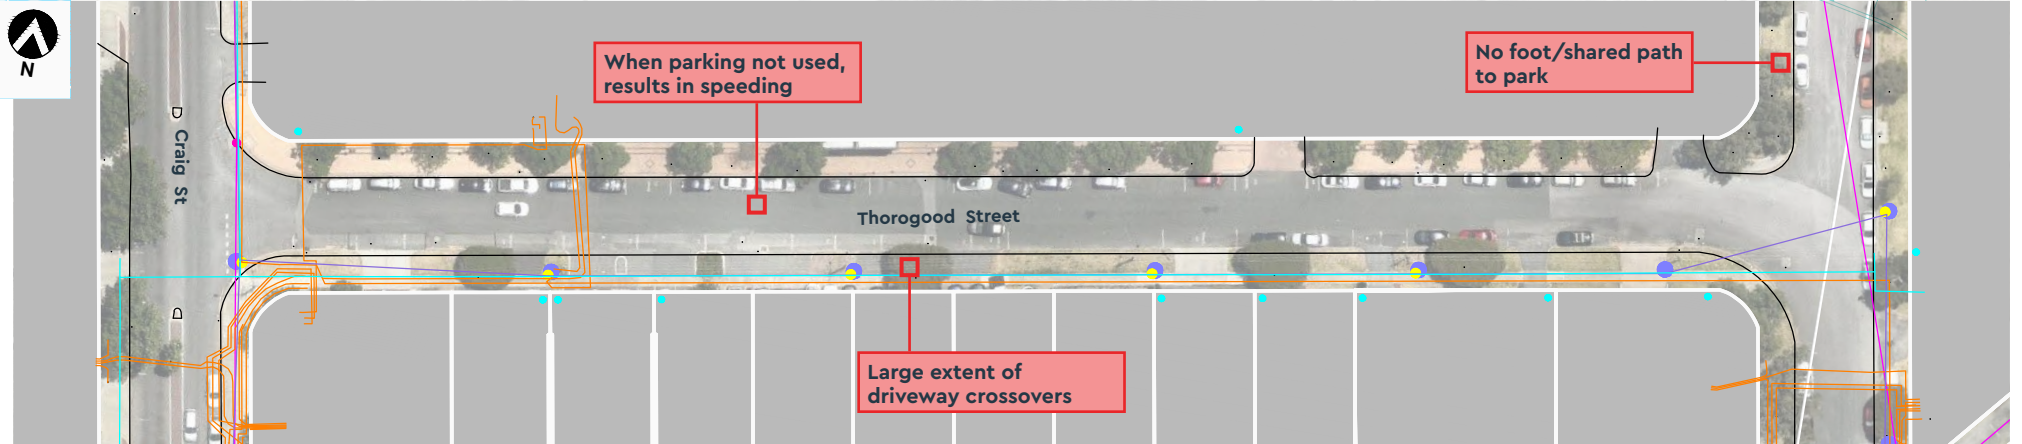 N
When parking not used,
results in speeding
No foot/shared path
to park
Craig St
Thorogood Street
Large extent of
driveway crossovers